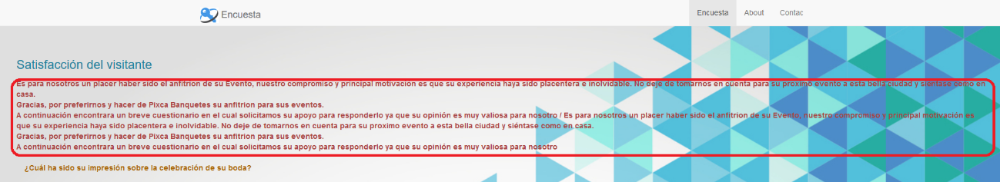 Encuesta
Encuesta About Contac
Satisfacción del visitante
Es para nosotros un placer haber sido el anfitrion de su Evento, nuestro compromiso y principal motivación es que su experiencia haya sido placentera e inolvidable. No deje de tomarnos en cuenta para su proximo evento a esta bella ciudad y siéntase como en
casa.
Gracias, por preferirnos y hacer de Pixca Banquetes su anfitrion para sus eventos.
A continuación encontrara un breve cuestionario en el cual solicitamos su apoyo para responderlo ya que su opinión es muy valiosa para nosotro / Es para nosotros un placer haber sido el anfitrion de su Evento, nuestro compromiso y principal motivación es
que su experiencia haya sido placentera e inolvidable. No deje de tomarnos en cuenta para su proximo evento a esta bella ciudad y siéntase como en casa.
Gracias, por preferirnos y hacer de Pixca Banquetes su anfitrion para sus eventos.
A continuación encontrara un breve cuestionario en el cual solicitamos su apoyo para responderlo ya que su opinión es muy valiosa para nosotro
¿Cuál ha sido su impresión sobre la celebración de su boda?